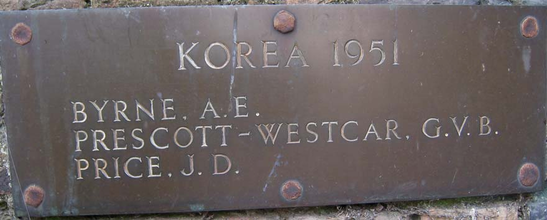 KOREA 1951
BYRNE, A.E.
PRESCOTT-WESTCAR, G.V.B.
PRICE, J.D.